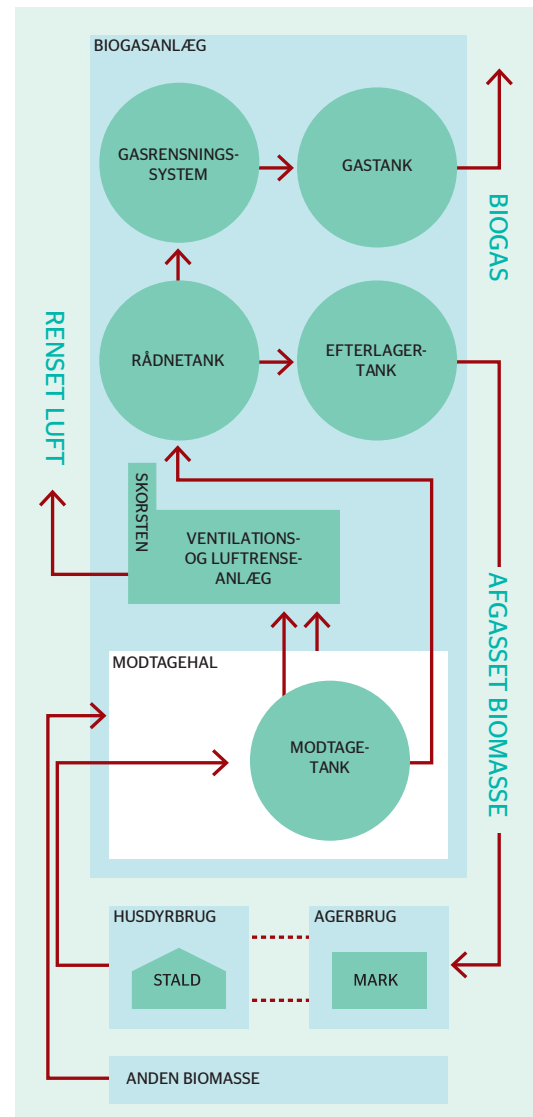 BIOGASANLÆG
GASRENSNINGS-
SYSTEM
GASTANK
BIOGAS
RENSET LUFT
RÅDNETANK
EFTERLAGER-
TANK
SKORSTEN
VENTILATIONS-
OG LUFTRENSE-
ANLÆG
AFGASSET BIOMASSE
MODTAGEHAL
MODTAGE-
TANK
HUSDYRBRUG
STALD
AGERBRUG
MARK
ANDEN BIOMASSE